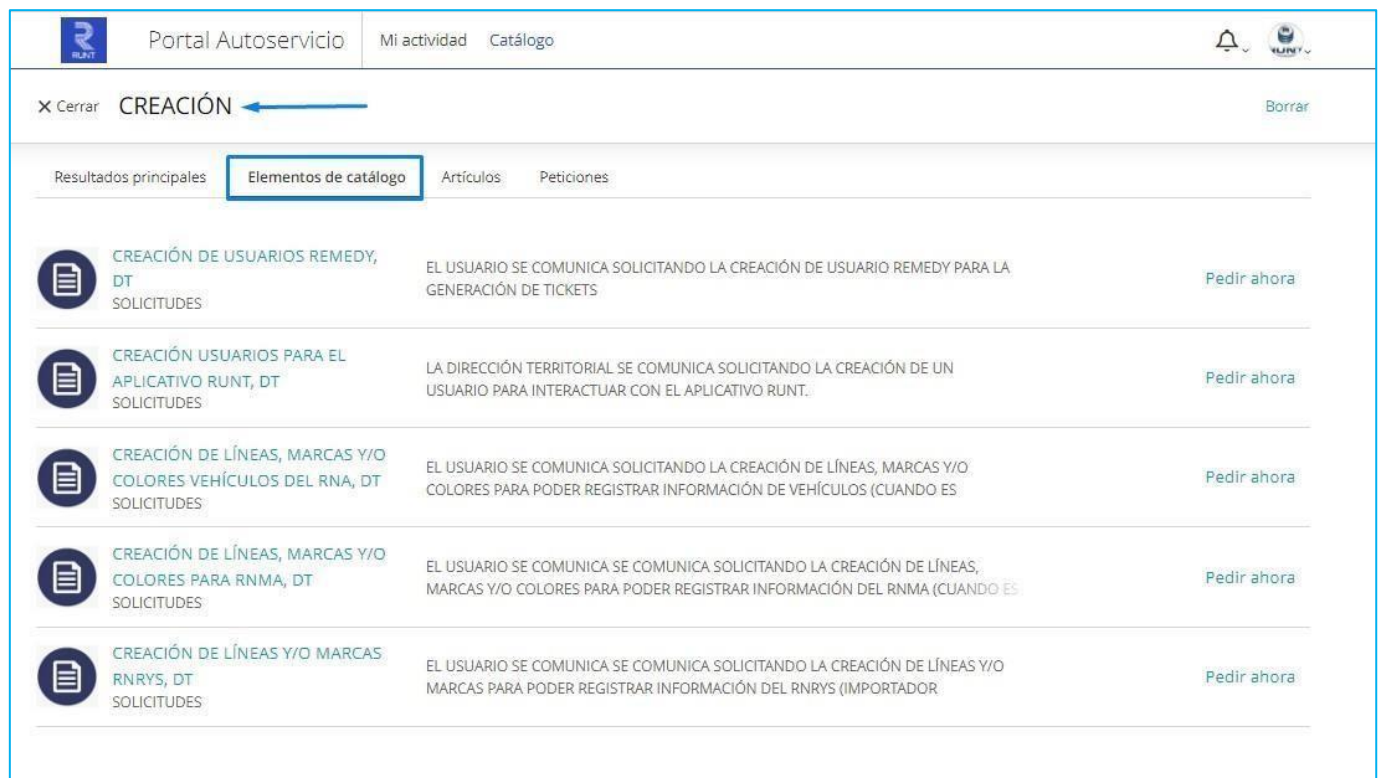 RUNT
Portal Autoservicio
Mi actividad
Catálogo
RUNT
Cerrar
CREACIÓN
Borrar
Resultados principales
Elementos de catálogo
Artículos
Peticiones
CREACIÓN DE USUARIOS REMEDY,
DT
SOLICITUDES
EL USUARIO SE COMUNICA SOLICITANDO LA CREACIÓN DE USUARIO REMEDY PARA LA
GENERACIÓN DE TICKETS
Pedir ahora
CREACIÓN USUARIOS PARA EL
APLICATIVO RUNT, DT
SOLICITUDES
LA DIRECCIÓN TERRITORIAL SE COMUNICA SOLICITANDO LA CREACIÓN DE UN
USUARIO PARA INTERACTUAR CON EL APLICATIVO RUNT.
Pedir ahora
CREACIÓN DE LÍNEAS, MARCAS Y/O
COLORES VEHÍCULOS DEL RNA, DT
SOLICITUDES
EL USUARIO SE COMUNICA SOLICITANDO LA CREACIÓN DE LÍNEAS, MARCAS Y/O
COLORES PARA PODER REGISTRAR INFORMACIÓN DE VEHÍCULOS (CUANDO ES
Pedir ahora
CREACIÓN DE LÍNEAS, MARCAS Y/O
COLORES PARA RNMA, DT
SOLICITUDES
EL USUARIO SE COMUNICA SE COMUNICA SOLICITANDO LA CREACIÓN DE LÍNEAS,
MARCAS Y/O COLORES PARA PODER REGISTRAR INFORMACIÓN DEL RNMA (CUANDO ES
Pedir ahora
CREACIÓN DE LÍNEAS Y/O MARCAS
RNRYS, DT
SOLICITUDES
EL USUARIO SE COMUNICA SE COMUNICA SOLICITANDO LA CREACIÓN DE LÍNEAS Y/O
MARCAS PARA PODER REGISTRAR INFORMACIÓN DEL RNRYS (IMPORTADOR
Pedir ahora